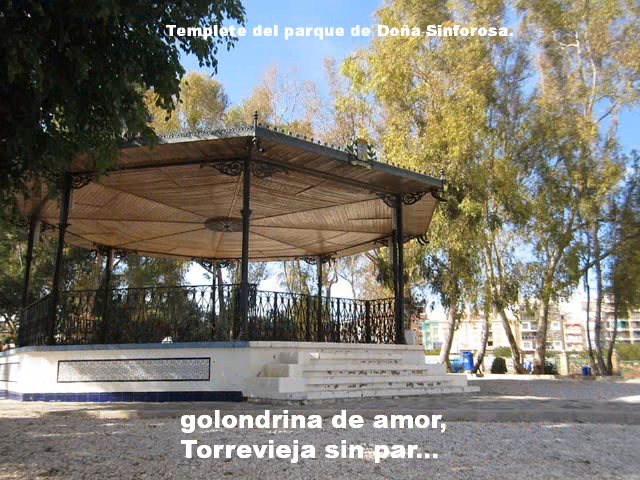 Templete del parque de Doña Sinforosa.
golondrina de amor,
Torrevieja sin par...